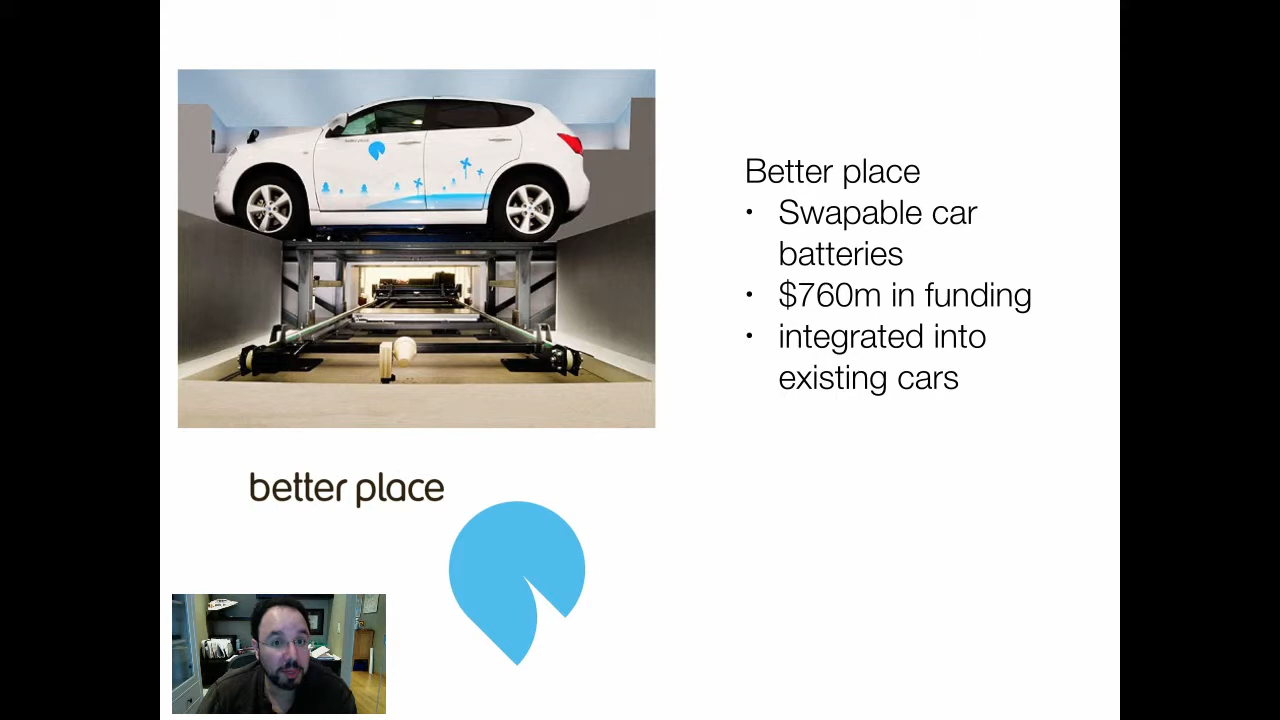 Better place
• Swapable car
batteries
• $760m in funding
• integrated into
existing cars
better place